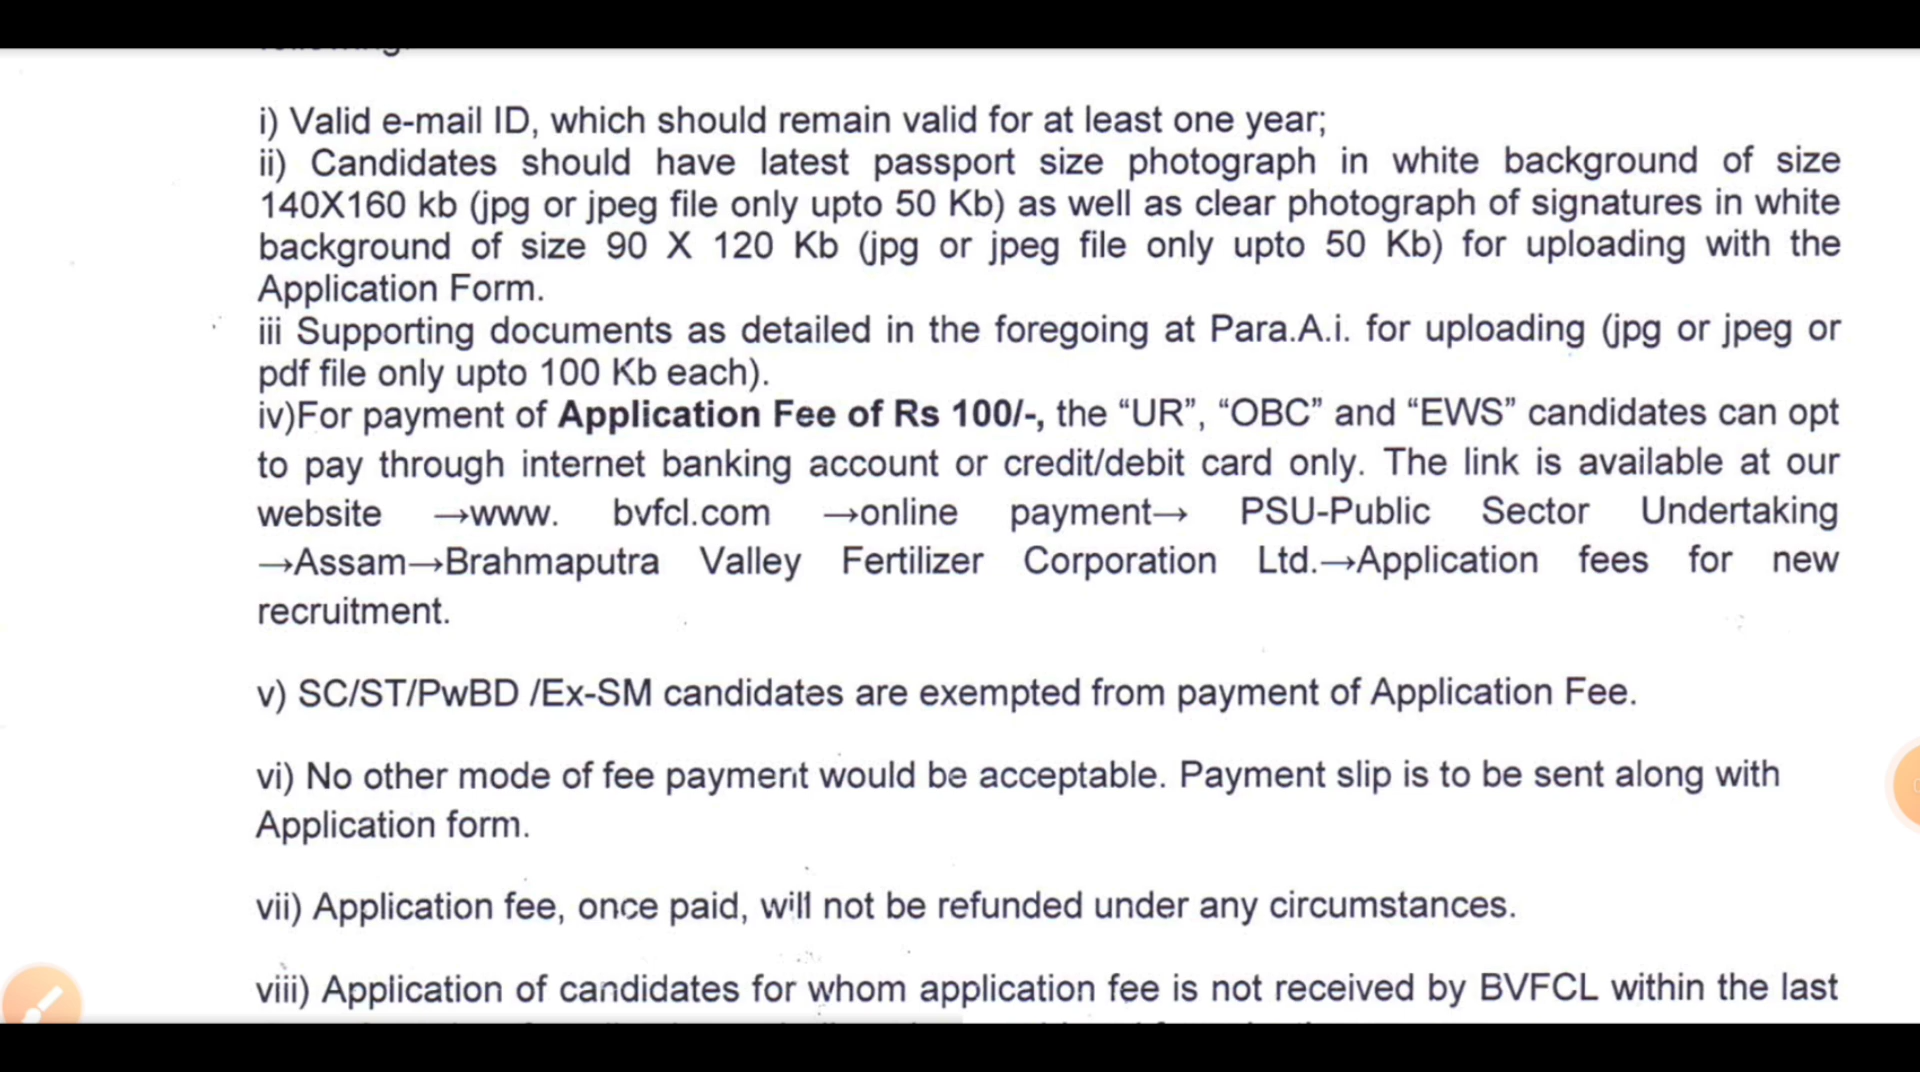 i) Valid e-mail ID, which should remain valid for at least one year;
ii) Candidates should have latest passport size photograph in white background of size
140X160 kb (jpg or jpeg file only upto 50 Kb) as well as clear photograph of signatures in white
background of size 90 X 120 Kb (jpg or jpeg file only upto 50 Kb) for uploading with the
Application Form.
iii Supporting documents as detailed in the foregoing at Para.A.i. for uploading (jpg or jpeg or
pdf file only upto 100 Kb each).
iv)For payment of Application Fee of Rs 100/-, the “UR”, “OBC” and “EWS” candidates can opt
to pay through internet banking account or credit/debit card only. The link is available at our
website →www. bvfcl.com →online payment→ PSU-Public Sector Undertaking
→Assam→Brahmaputra Valley Fertilizer Corporation Ltd.→Application fees for new
recruitment.
v) SC/ST/PwBD /Ex-SM candidates are exempted from payment of Application Fee.
vi) No other mode of fee payment would be acceptable. Payment slip is to be sent along with
Application form.
vii) Application fee, once paid, will not be refunded under any circumstances.
viii) Application of candidates for whom application fee is not received by BVFCL within the last